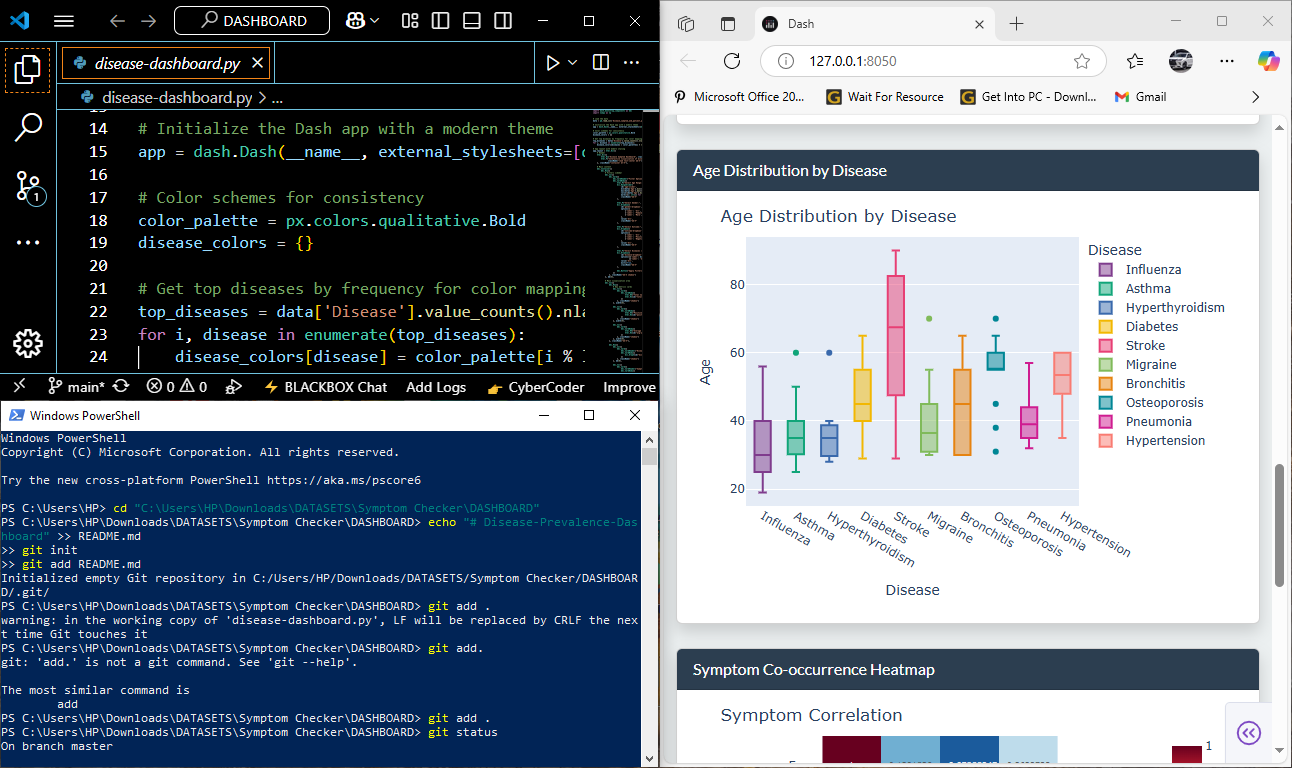 DASHBOARD
disease-dashboard.py
disease-dashboard.py > ...
14 # Initialize the Dash app with a modern theme
15 app = dash.Dash(__name__, external_stylesheets=[
16
17 # Color schemes for consistency
18 color_palette = px.colors.qualitative.Bold
19 disease_colors = {}
20
21 # Get top diseases by frequency for color mapping
22 top_diseases = data['Disease'].value_counts().nla
23 for i, disease in enumerate(top_diseases):
24 disease_colors[disease] = color_palette[i %
main* 0 0 BLACKBOX Chat Add Logs CyberCoder Improve
1
Windows PowerShell
Windows PowerShell
Copyright (C) Microsoft Corporation. All rights reserved.
Try the new cross-platform PowerShell https://aka.ms/pscore6
PS C:\Users\HP> cd "C:\Users\HP\Downloads\DATASETS\Symptom Checker\DASHBOARD"
PS C:\Users\HP\Downloads\DATASETS\Symptom Checker\DASHBOARD> echo "# Disease-Prevalence-Das
hboard" >> README.md
>> git init
>> git add README.md
Initialized empty Git repository in C:/Users/HP/Downloads/DATASETS/Symptom Checker/DASHBOAR
D/.git/
PS C:\Users\HP\Downloads\DATASETS\Symptom Checker\DASHBOARD> git add .
warning: in the working copy of 'disease-dashboard.py', LF will be replaced by CRLF the nex
t time Git touches it
PS C:\Users\HP\Downloads\DATASETS\Symptom Checker\DASHBOARD> git add.
git: 'add.' is not a git command. See 'git --help'.
The most similar command is
add
PS C:\Users\HP\Downloads\DATASETS\Symptom Checker\DASHBOARD> git add .
PS C:\Users\HP\Downloads\DATASETS\Symptom Checker\DASHBOARD> git status
On branch master
Dash
127.0.0.1:8050
Microsoft Office 20... Wait For Resource Get Into PC - Downl... Gmail
Age Distribution by Disease
Age Distribution by Disease
80
60
40
20
Age
Influenza
Asthma
Hyperthyroidism
Diabetes
Stroke
Migraine
Bronchitis
Osteoporosis
Pneumonia
Hypertension
Disease
Disease
Influenza
Asthma
Hyperthyroidism
Diabetes
Stroke
Migraine
Bronchitis
Osteoporosis
Pneumonia
Hypertension
Symptom Co-occurrence Heatmap
Symptom Correlation
1